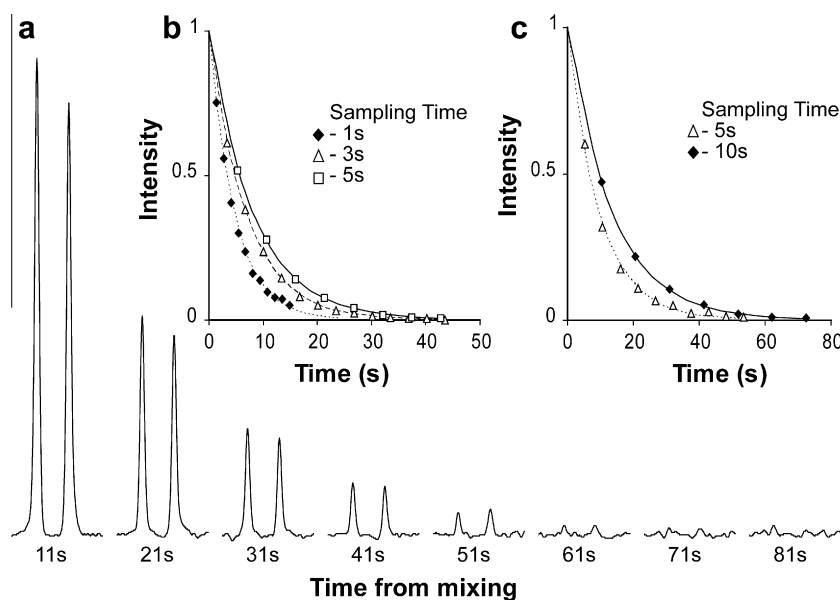 a
b
c
1
0.5
0
Intensity
Sampling Time
- 1s
- 3s
- 5s
0 10 20 30 40 50
Time (s)
1
0.5
0
Intensity
Sampling Time
- 5s
- 10s
0 20 40 60 80
Time (s)
11s 21s 31s 41s 51s 61s 71s 81s
Time from mixing